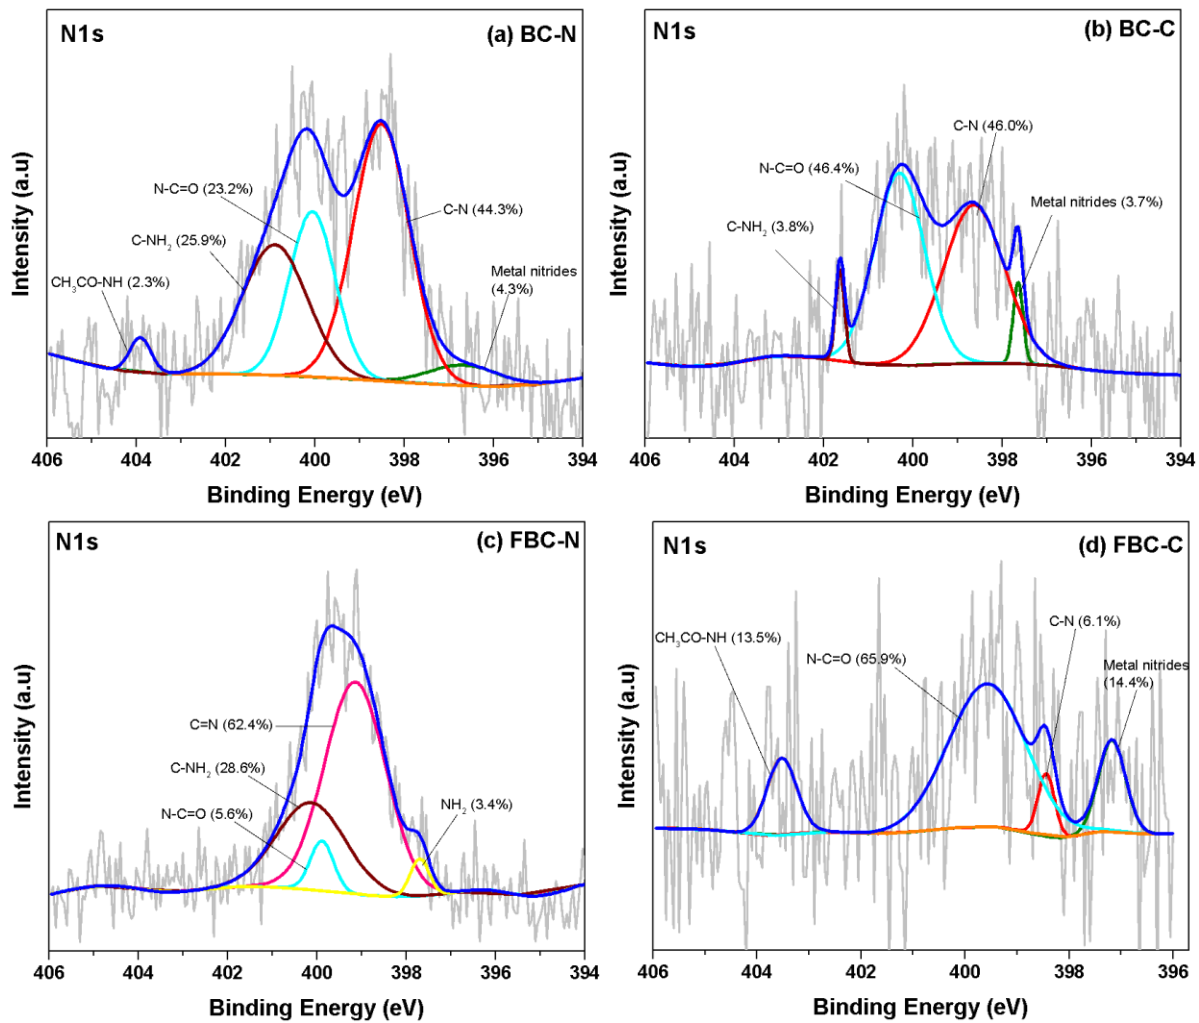 N1s
(a) BC-N
N-C=O (23.2%)
C-NH₂ (25.9%)
CH₃CO-NH (2.3%)
C-N (44.3%)
Metal nitrides
(4.3%)
Intensity (a.u)
406 404 402 400 398 396 394
Binding Energy (eV)
N1s
(b) BC-C
C-N (46.0%)
N-C=O (46.4%)
Metal nitrides (3.7%)
C-NH₂ (3.8%)
Intensity (a.u)
406 404 402 400 398 396 394
Binding Energy (eV)
N1s
(c) FBC-N
C=N (62.4%)
C-NH₂ (28.6%)
N-C=O (5.6%)
NH₂ (3.4%)
Intensity (a.u)
406 404 402 400 398 396 394
Binding Energy (eV)
N1s
(d) FBC-C
CH₃CO-NH (13.5%)
N-C=O (65.9%)
C-N (6.1%)
Metal nitrides
(14.4%)
Intensity (a.u)
406 404 402 400 398 396
Binding Energy (eV)